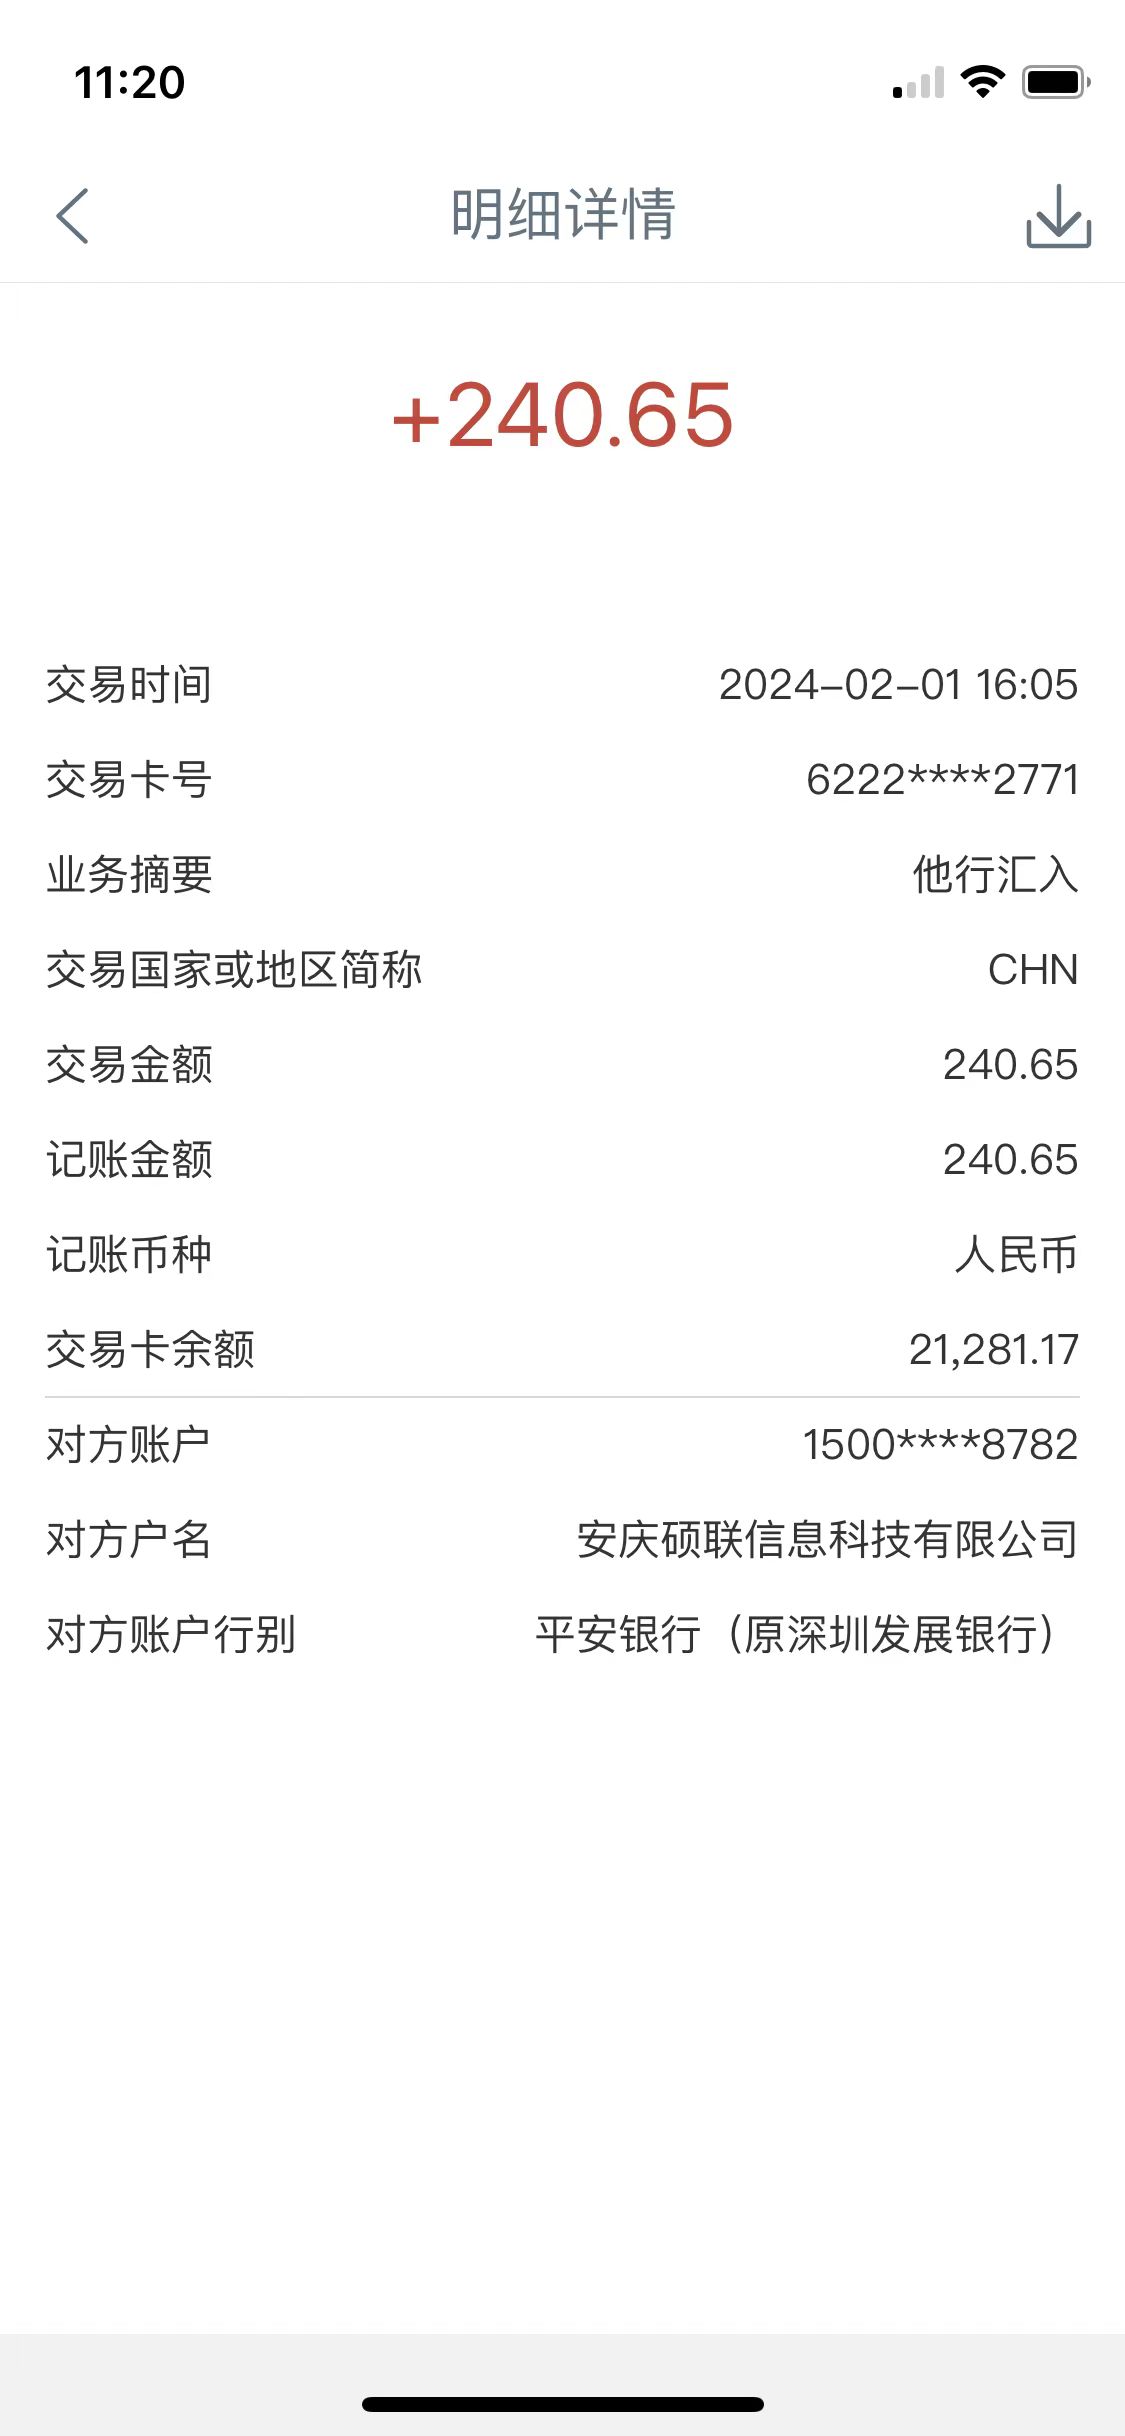 11:20
明细详情
+240.65
交易时间 2024-02-01 16:05
交易卡号 6222****2771
业务摘要 他行汇入
交易国家或地区简称 CHN
交易金额 240.65
记账金额 240.65
记账币种 人民币
交易卡余额 21,281.17
对方账户 1500****8782
对方户名 安庆硕联信息科技有限公司
对方账户行别 平安银行（原深圳发展银行）